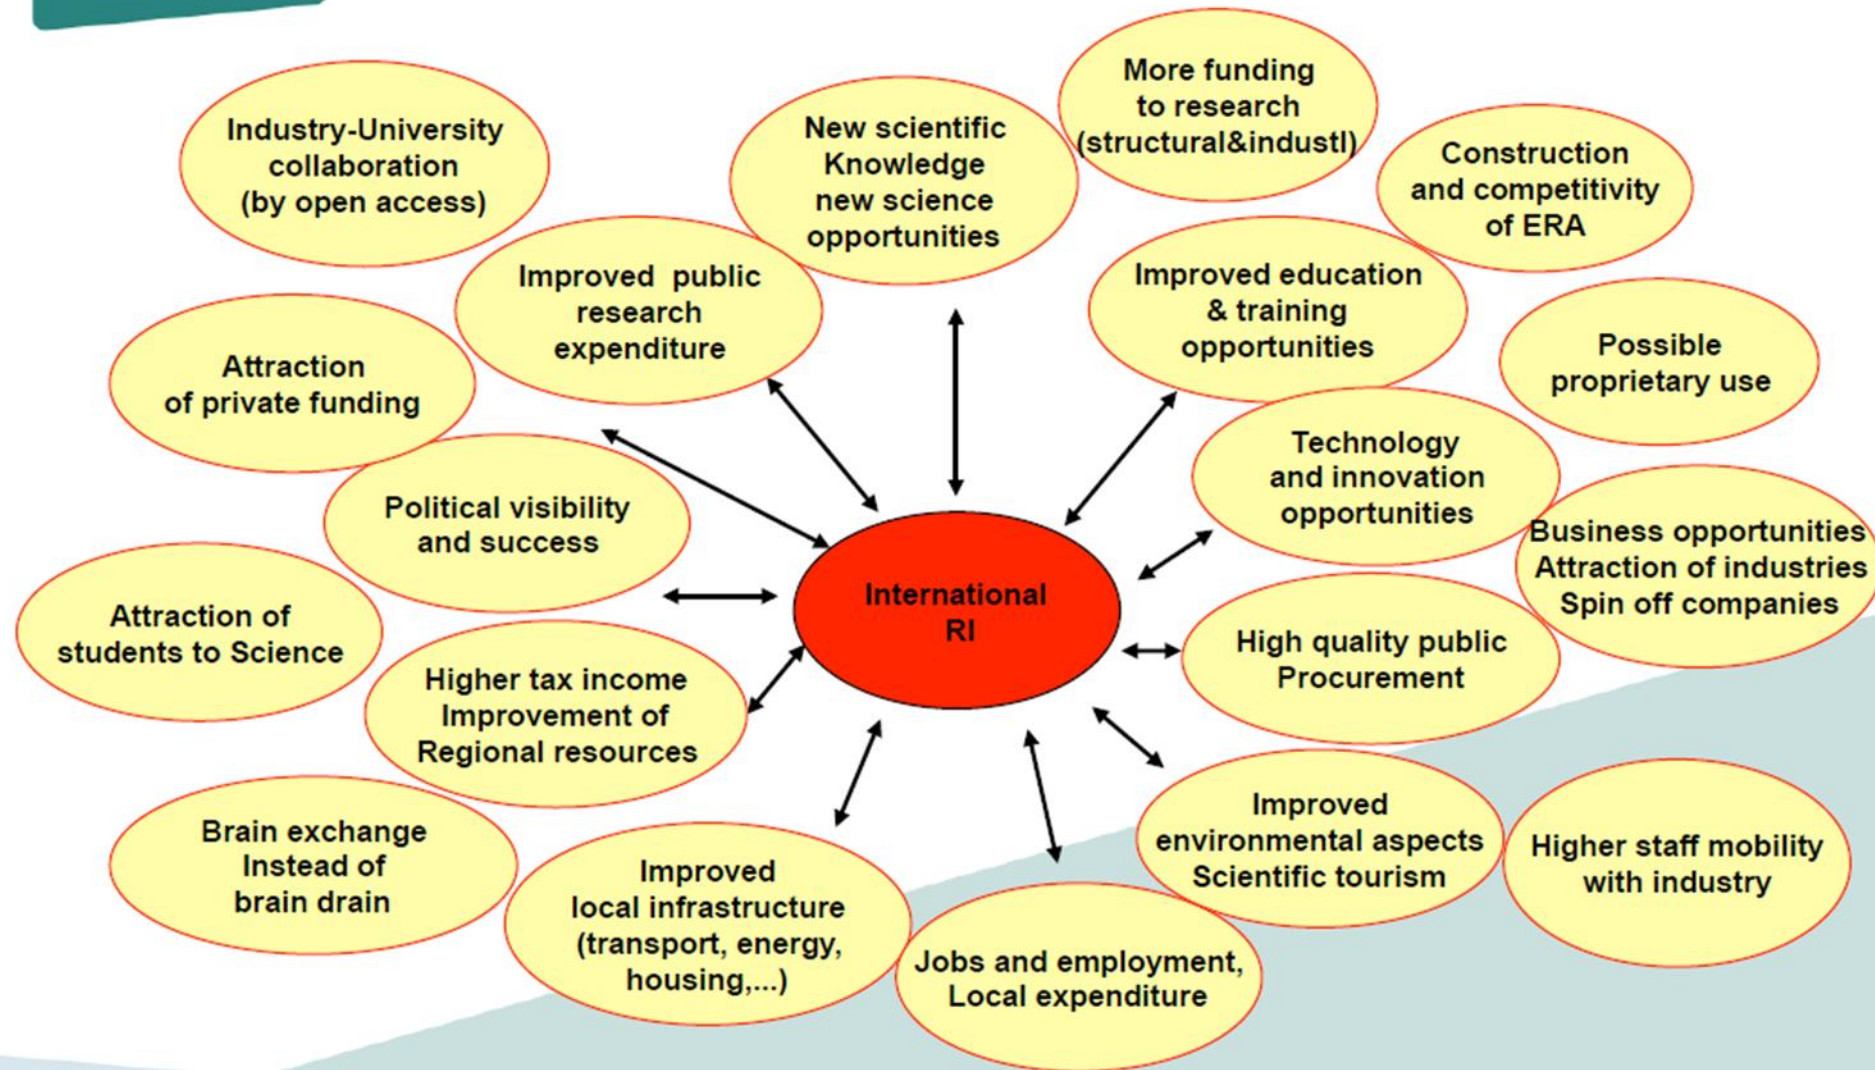 More funding
to research
(structural&industl)
Industry-University
collaboration
(by open access)
New scientific
Knowledge
new science
opportunities
Construction
and competitivity
of ERA
Improved public
research
expenditure
Improved education
& training
opportunities
Attraction
of private funding
Possible
proprietary use
Political visibility
and success
Technology
and innovation
opportunities
Business opportunities
Attraction of industries
Spin off companies
International
RI
Attraction of
students to Science
High quality public
Procurement
Higher tax income
Improvement of
Regional resources
Brain exchange
Instead of
brain drain
Improved
local infrastructure
(transport, energy,
housing,...)
Jobs and employment,
Local expenditure
Improved
environmental aspects
Scientific tourism
Higher staff mobility
with industry